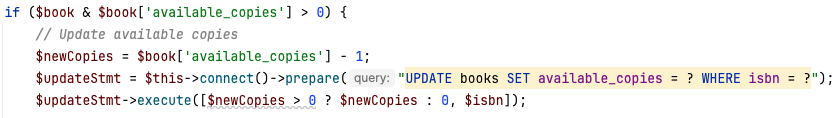 if ($book & $book['available_copies'] > 0) {
// Update available copies
$newCopies = $book['available_copies'] - 1;
$updateStmt = $this->connect()->prepare( query: "UPDATE books SET available_copies = ? WHERE isbn = ?");
$updateStmt->execute([$newCopies > 0 ? $newCopies : 0, $isbn]);